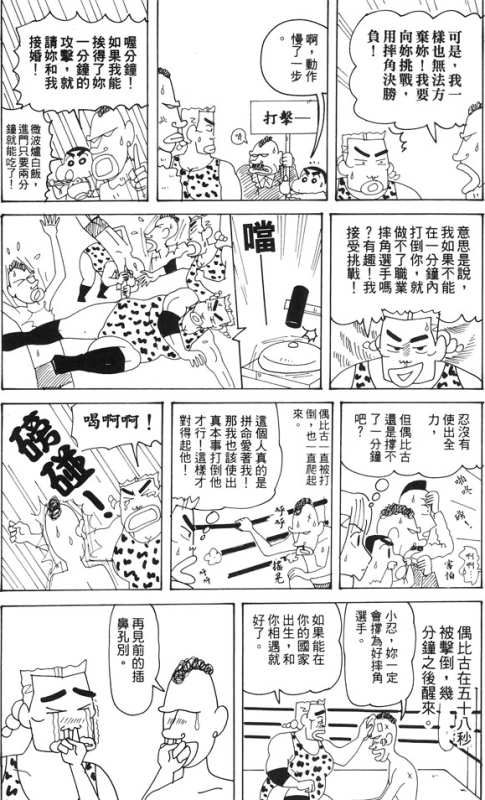 可是，我一
樣也無法方
棄妳！我要
向妳挑戰，
用摔角決勝
負！
啊，動作
慢了一步
。
打擊—
喔分鐘！
如果我能
挨得了妳
一分鐘的
攻擊，就
請妳和我
接婚！
微波爐白飯，
進門只要兩分
鐘就能吃了！
意思是說，
我如果不能
在一分鐘內
打倒你，就
做不了職業
摔角選手嗎
？有趣！我
接受挑戰！
噹
忍沒有
使出全
力，
但偶比古
還是撐不
了一分鐘
吧？
啊啊…
害怕
偶比古一直被打
倒，也一直爬起
來。
呼呼
搖晃
這個人真的是
拼命愛著我！
那我也該使出
真本事打倒他
才行！這樣才
對得起他！
喝啊啊！
磅碰！
偶比古在五十八秒
被擊倒，幾
分鐘之後醒來。
小忍，妳一定
會撐為好摔角
選手。
如果能在
你的國家
出生，和
你相遇就
好了。
再見前的插
鼻孔別。